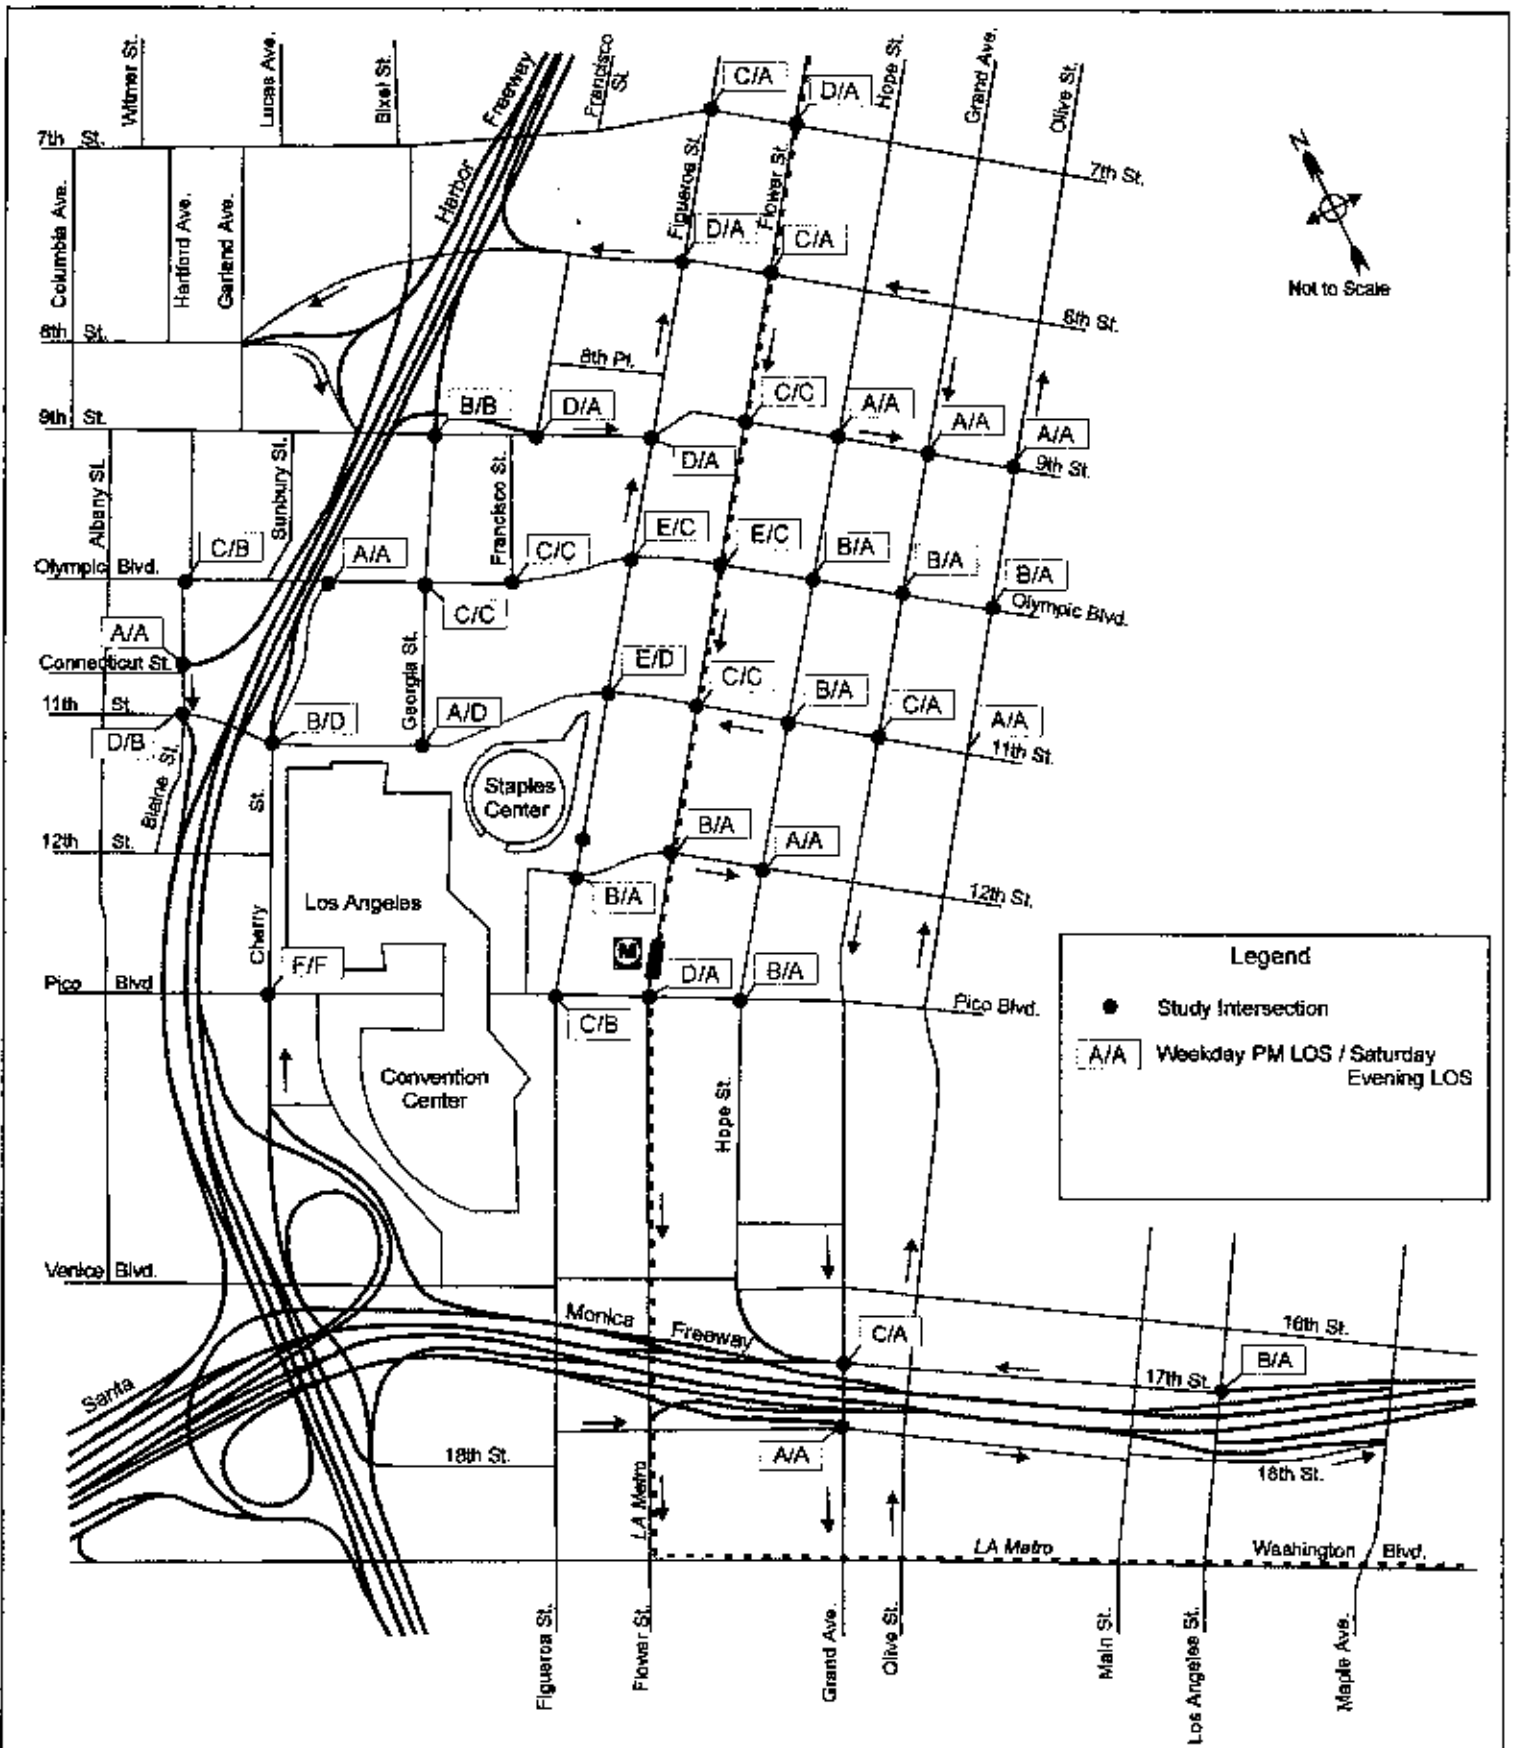 Witmer St.
Lucas Ave.
Bixel St.
Harbor Freeway
Francisco St.
C/A
D/A
Hope St.
Grand Ave.
Olive St.
7th St.
7th St.
Columbia Ave.
Hartford Ave.
Garland Ave.
Figueroa St.
Flower St.
D/A
C/A
N
Not to Scale
8th St.
8th St.
8th Pl.
9th St.
B/B
D/A
D/A
C/C
A/A
A/A
A/A
9th St.
Albany St.
Sunbury St.
Francisco St.
Olympic Blvd.
C/B
A/A
C/C
C/C
E/C
E/C
B/A
B/A
B/A
Olympic Blvd.
A/A
Connecticut St.
Georgia St.
11th St.
D/B
B/D
A/D
E/D
C/C
B/A
C/A
A/A
11th St.
Blaine St.
Staples
Center
12th St.
B/A
B/A
A/A
12th St.
Cherry St.
Los Angeles
M
Pico Blvd
F/F
C/B
D/A
B/A
Pico Blvd.
Legend
Study Intersection
A/A Weekday PM LOS / Saturday
Evening LOS
Convention
Center
Hope St.
Venice Blvd.
Santa Monica Freeway
C/A
16th St.
B/A
17th St.
18th St.
A/A
18th St.
LA Metro
LA Metro
Washington Blvd.
Figueroa St.
Flower St.
Grand Ave.
Olive St.
Main St.
Los Angeles St.
Maple Ave.